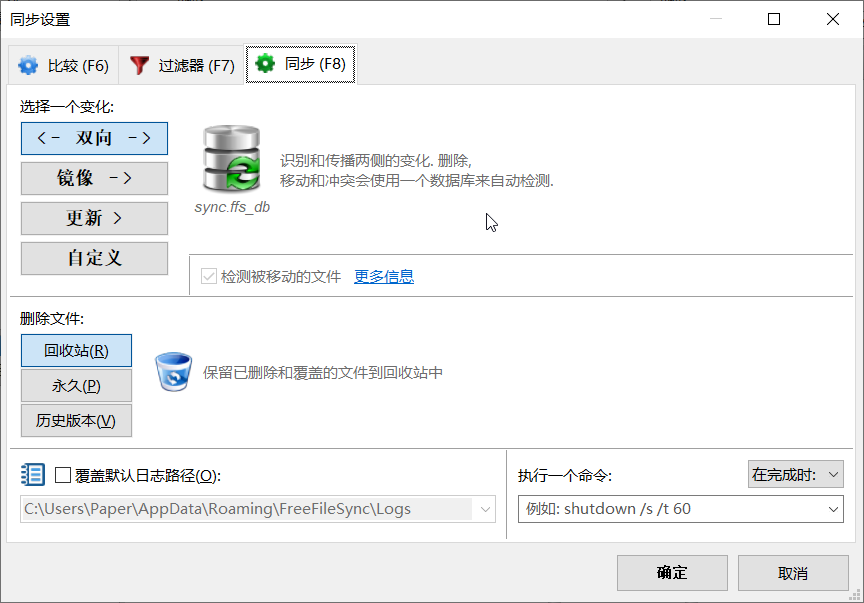 同步设置
比较 (F6)
过滤器 (F7)
同步 (F8)
选择一个变化:
<- 双向 ->
镜像 ->
更新 >
自定义
识别和传播两侧的变化. 删除,
移动和冲突会使用一个数据库来自动检测.
sync.ffs_db
检测被移动的文件 更多信息
删除文件:
回收站(R)
永久(P)
历史版本(V)
保留已删除和覆盖的文件到回收站中
覆盖默认日志路径(O):
C:\Users\Paper\AppData\Roaming\FreeFileSync\Logs
执行一个命令:
在完成时:
例如: shutdown /s /t 60
确定
取消